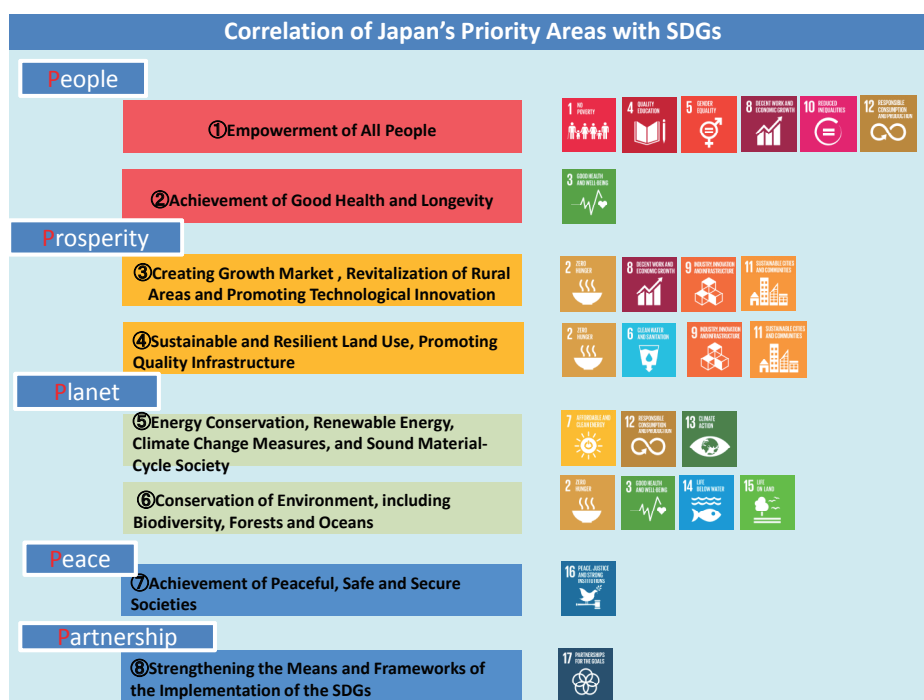 Correlation of Japan's Priority Areas with SDGs
People
①Empowerment of All People
1 NO POVERTY
4 QUALITY EDUCATION
5 GENDER EQUALITY
8 DECENT WORK AND ECONOMIC GROWTH
10 REDUCED INEQUALITIES
12 RESPONSIBLE CONSUMPTION AND PRODUCTION
②Achievement of Good Health and Longevity
3 GOOD HEALTH AND WELL-BEING
Prosperity
③Creating Growth Market , Revitalization of Rural
Areas and Promoting Technological Innovation
2 ZERO HUNGER
8 DECENT WORK AND ECONOMIC GROWTH
9 INDUSTRY, INNOVATION AND INFRASTRUCTURE
11 SUSTAINABLE CITIES AND COMMUNITIES
④Sustainable and Resilient Land Use, Promoting
Quality Infrastructure
2 ZERO HUNGER
6 CLEAN WATER AND SANITATION
9 INDUSTRY, INNOVATION AND INFRASTRUCTURE
11 SUSTAINABLE CITIES AND COMMUNITIES
Planet
⑤Energy Conservation, Renewable Energy,
Climate Change Measures, and Sound Material-
Cycle Society
7 AFFORDABLE AND CLEAN ENERGY
12 RESPONSIBLE CONSUMPTION AND PRODUCTION
13 CLIMATE ACTION
⑥Conservation of Environment, including
Biodiversity, Forests and Oceans
2 ZERO HUNGER
3 GOOD HEALTH AND WELL-BEING
14 LIFE BELOW WATER
15 LIFE ON LAND
Peace
⑦Achievement of Peaceful, Safe and Secure
Societies
16 PEACE, JUSTICE AND STRONG INSTITUTIONS
Partnership
⑧Strengthening the Means and Frameworks of
the Implementation of the SDGs
17 PARTNERSHIPS FOR THE GOALS